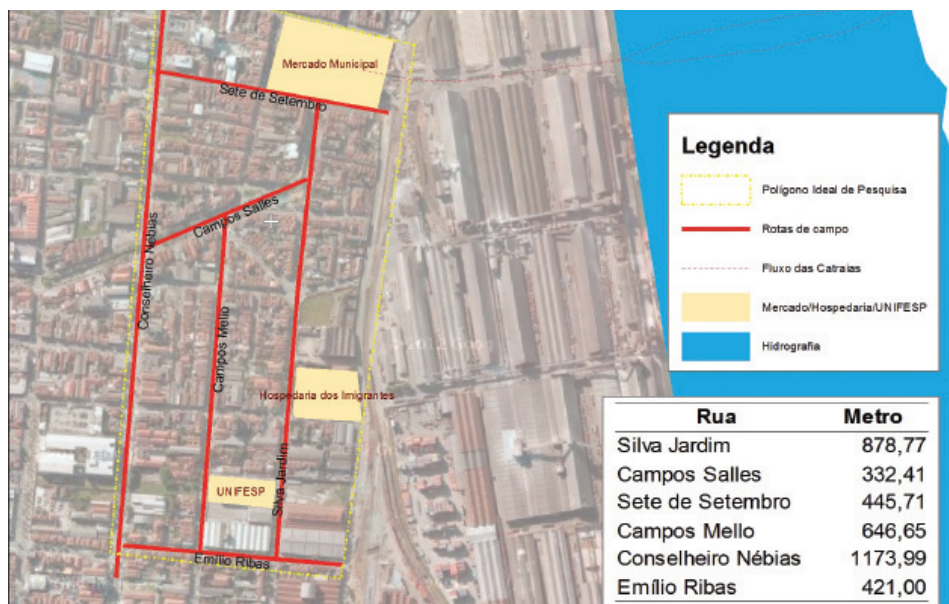 Mercado Municipal
Sete de Setembro
Campos Salles
Conselheiro Nébias
Campos Mello
Hospedaria dos Imigrantes
Silva Jardim
UNIFESP
Emílio Ribas
Legenda
Polígono Ideal de Pesquisa
Rotas de campo
Fluxo das Catraias
Mercado/Hospedaria/UNIFESP
Hidrografia
Rua Metro
Silva Jardim 878,77
Campos Salles 332,41
Sete de Setembro 445,71
Campos Mello 646,65
Conselheiro Nébias 1173,99
Emílio Ribas 421,00